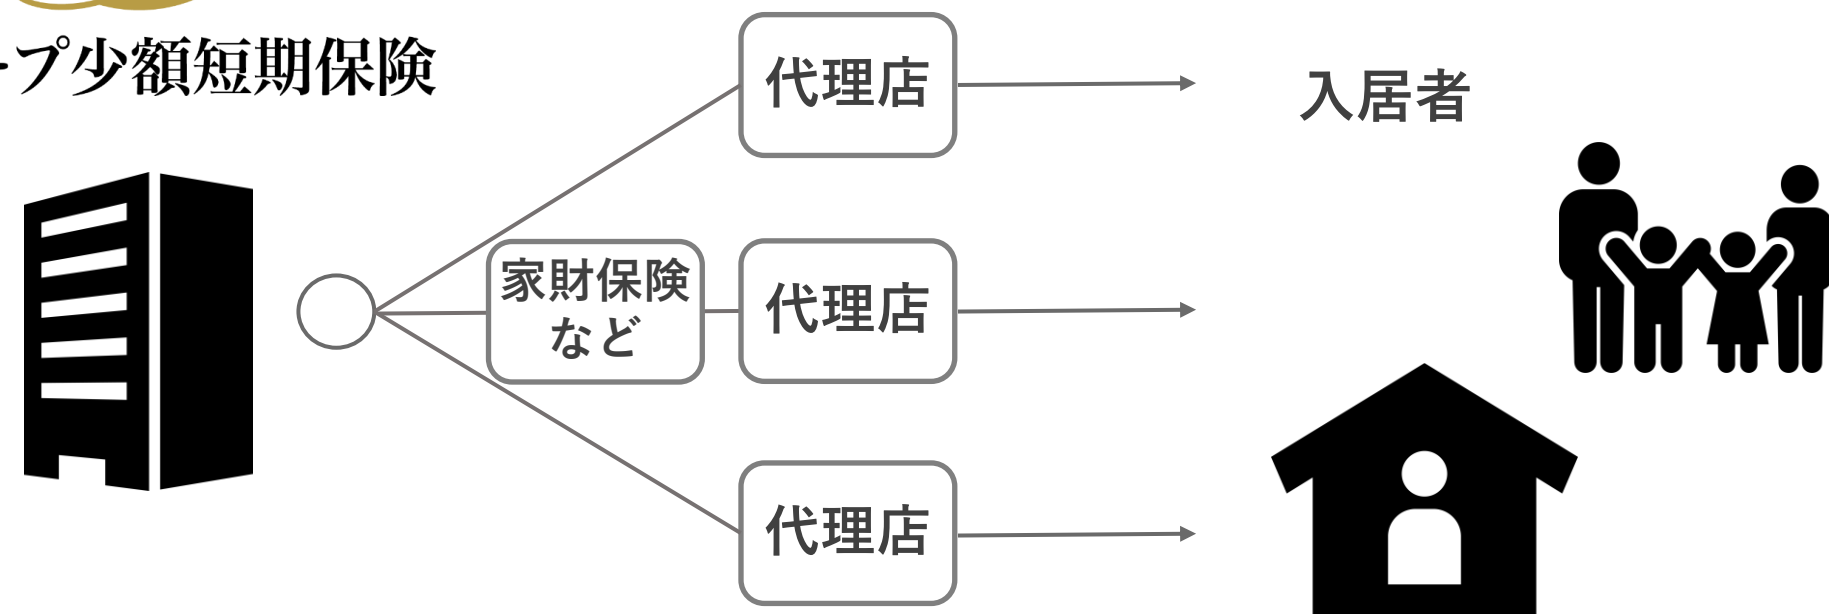 ープ少額短期保険
代理店
入居者
家財保険
など
代理店
代理店